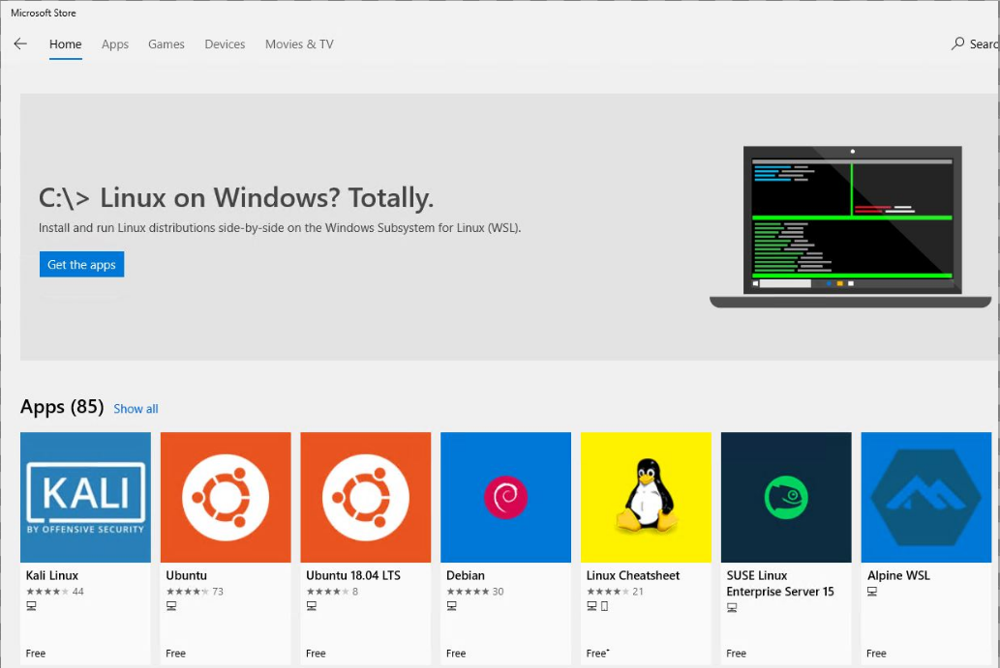 Microsoft Store
Home Apps Games Devices Movies & TV Searc
C:\> Linux on Windows? Totally.
Install and run Linux distributions side-by-side on the Windows Subsystem for Linux (WSL).
Get the apps
Apps (85) Show all
KALI
BY OFFENSIVE SECURITY
Kali Linux
44
Free
Ubuntu
73
Free
Ubuntu 18.04 LTS
8
Free
Debian
30
Free
Linux Cheatsheet
21
Free+
SUSE Linux
Enterprise Server 15
Free
Alpine WSL
Free